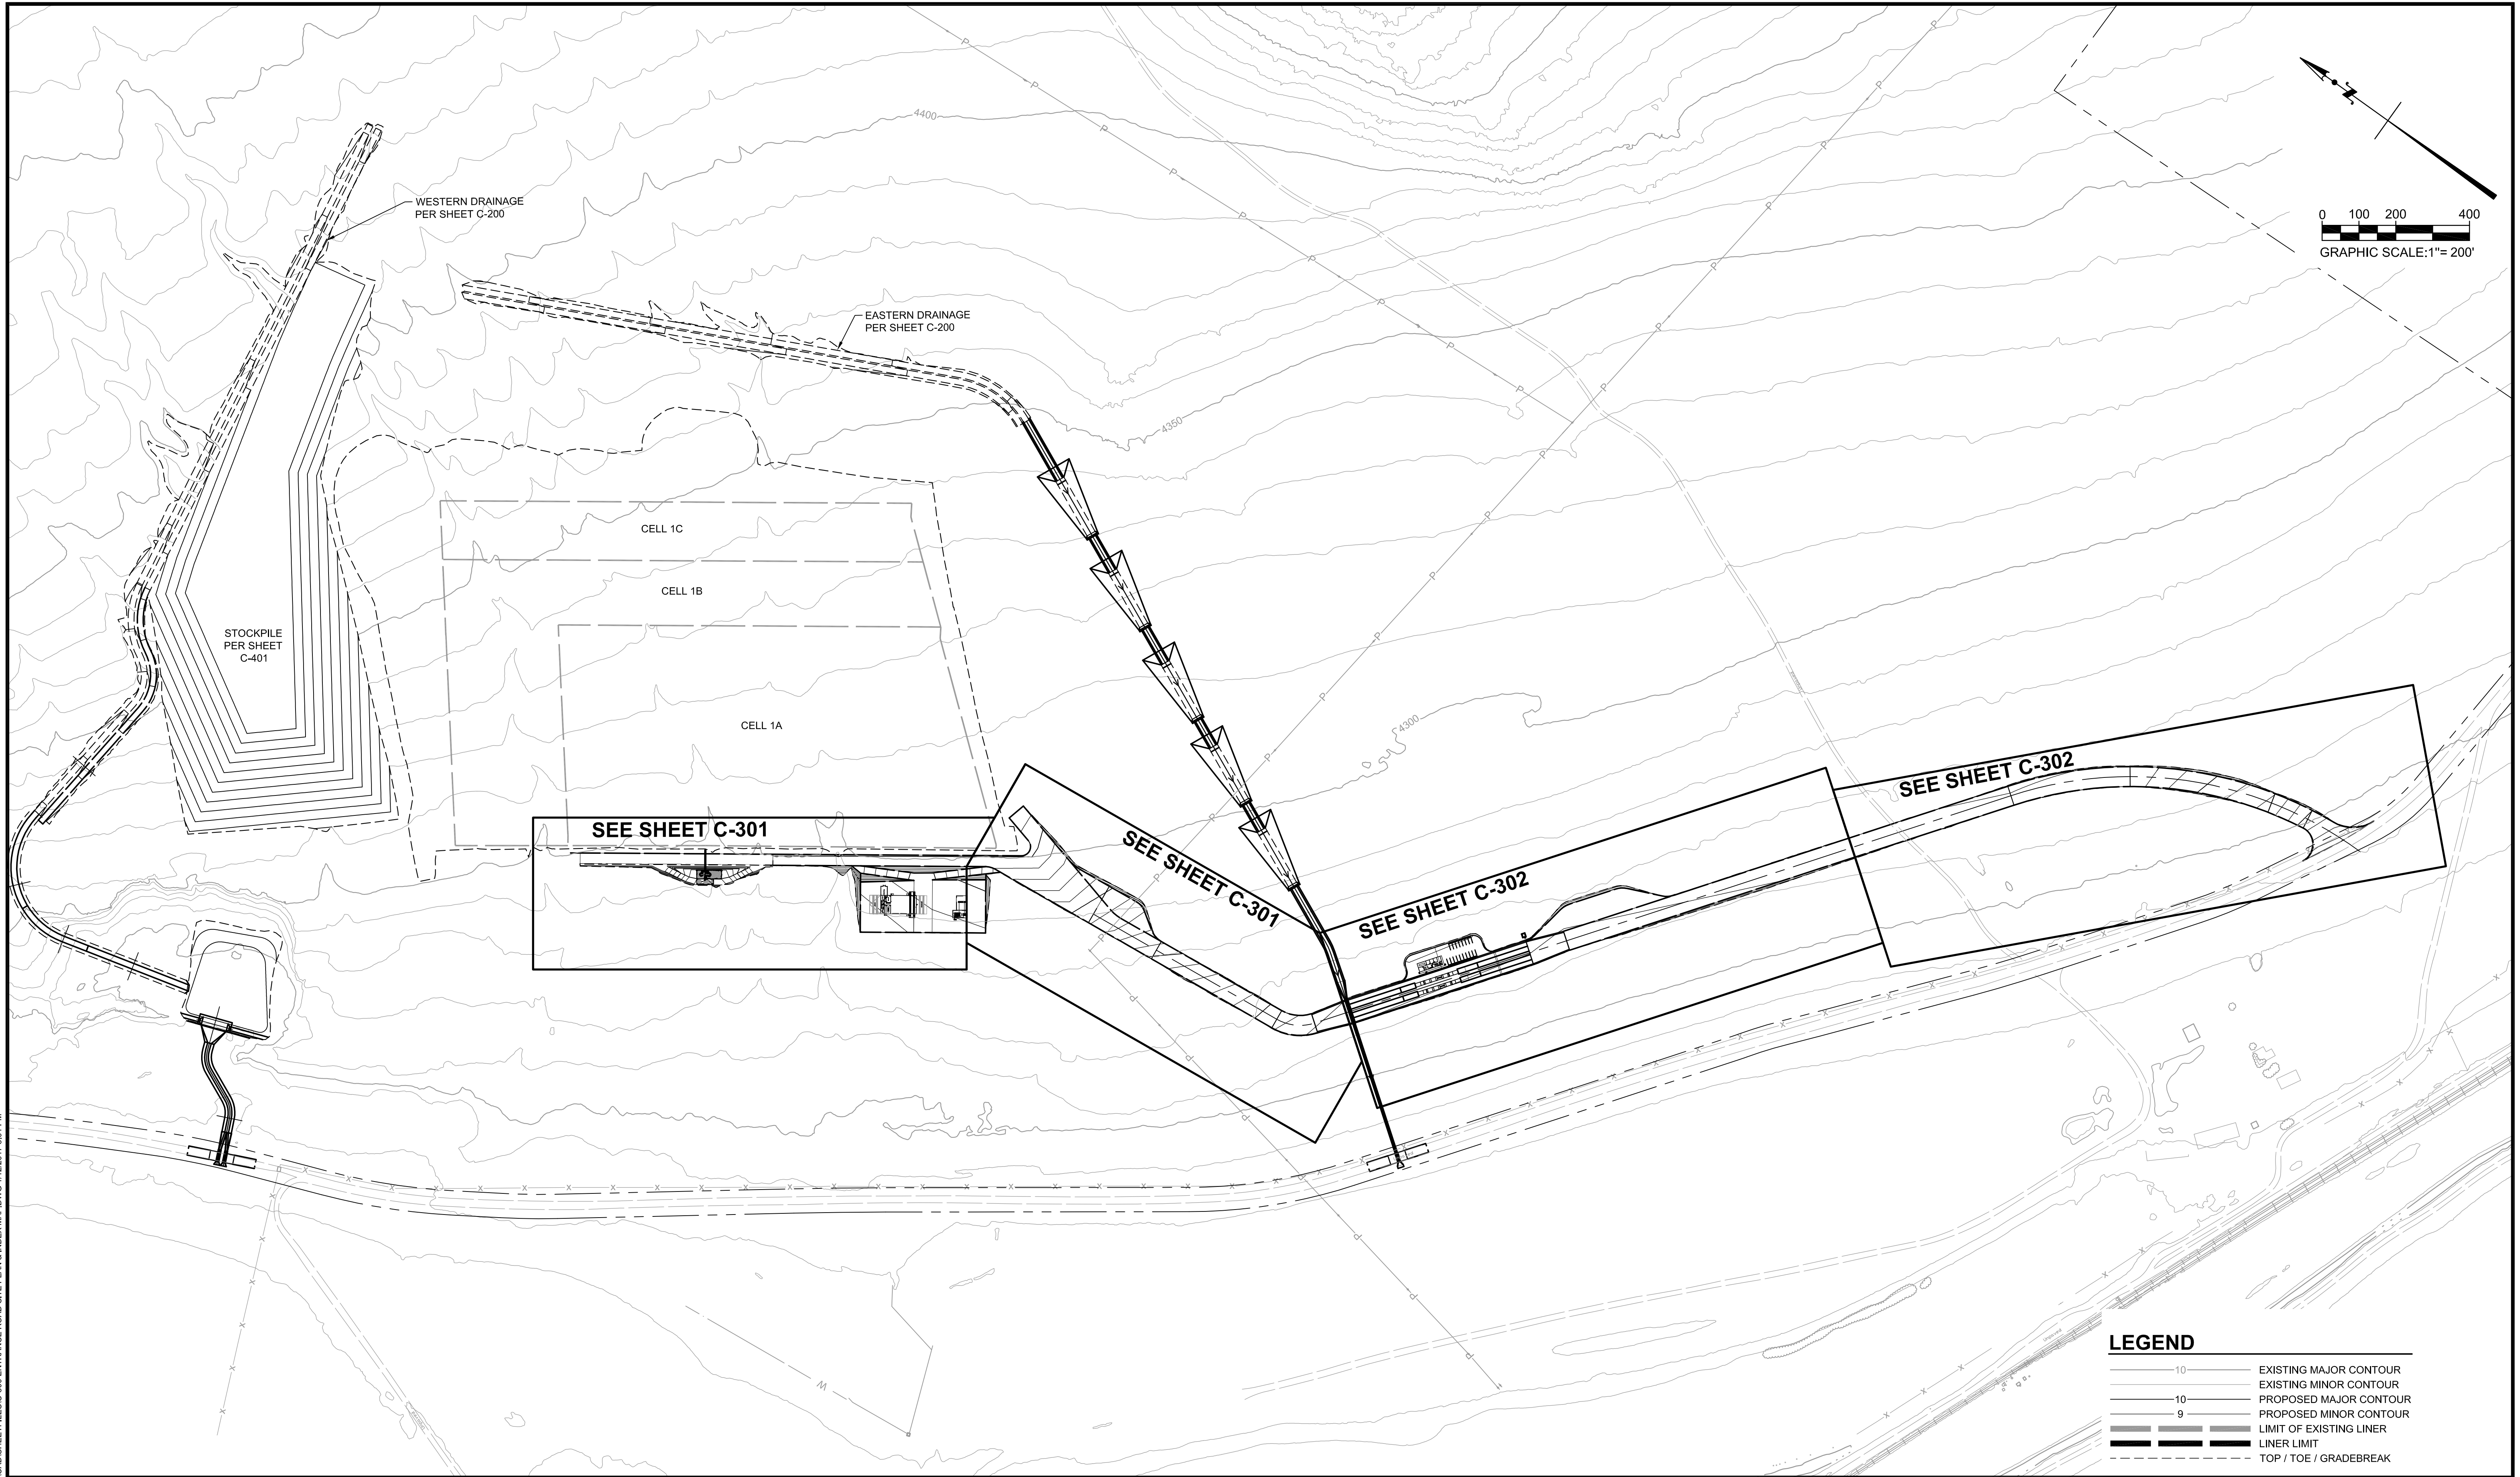 4400
WESTERN DRAINAGE
PER SHEET C-200
N
0 100 200 400
GRAPHIC SCALE:1"= 200'
EASTERN DRAINAGE
PER SHEET C-200
4350
CELL 1C
CELL 1B
STOCKPILE
PER SHEET
C-401
CELL 1A
4300
SEE SHEET C-302
SEE SHEET C-301
SEE SHEET C-301
SEE SHEET C-302
W
LEGEND
10 EXISTING MAJOR CONTOUR
EXISTING MINOR CONTOUR
10 PROPOSED MAJOR CONTOUR
9 PROPOSED MINOR CONTOUR
LIMIT OF EXISTING LINER
LINER LIMIT
TOP / TOE / GRADEBREAK